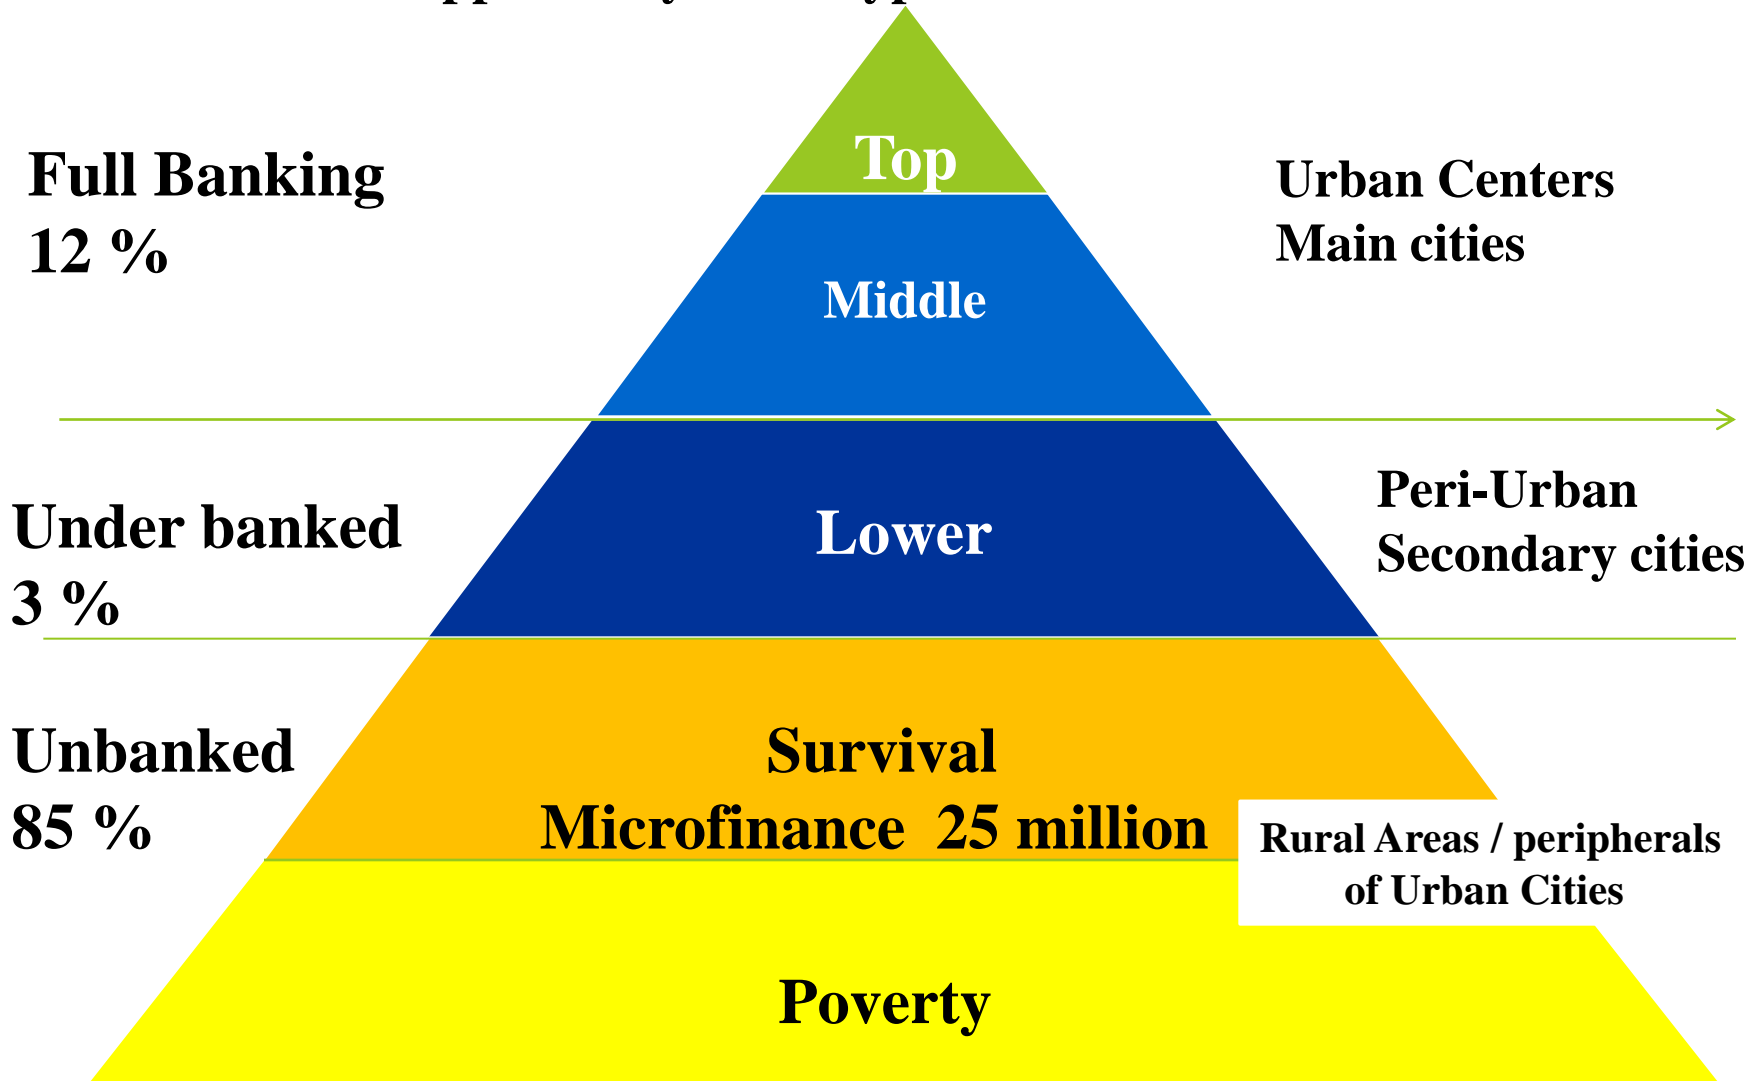 Top
Full Banking
12 %
Urban Centers
Main cities
Middle
Under banked
3 %
Lower
Peri-Urban
Secondary cities
Unbanked
85 %
Survival
Microfinance 25 million
Rural Areas / peripherals
of Urban Cities
Poverty